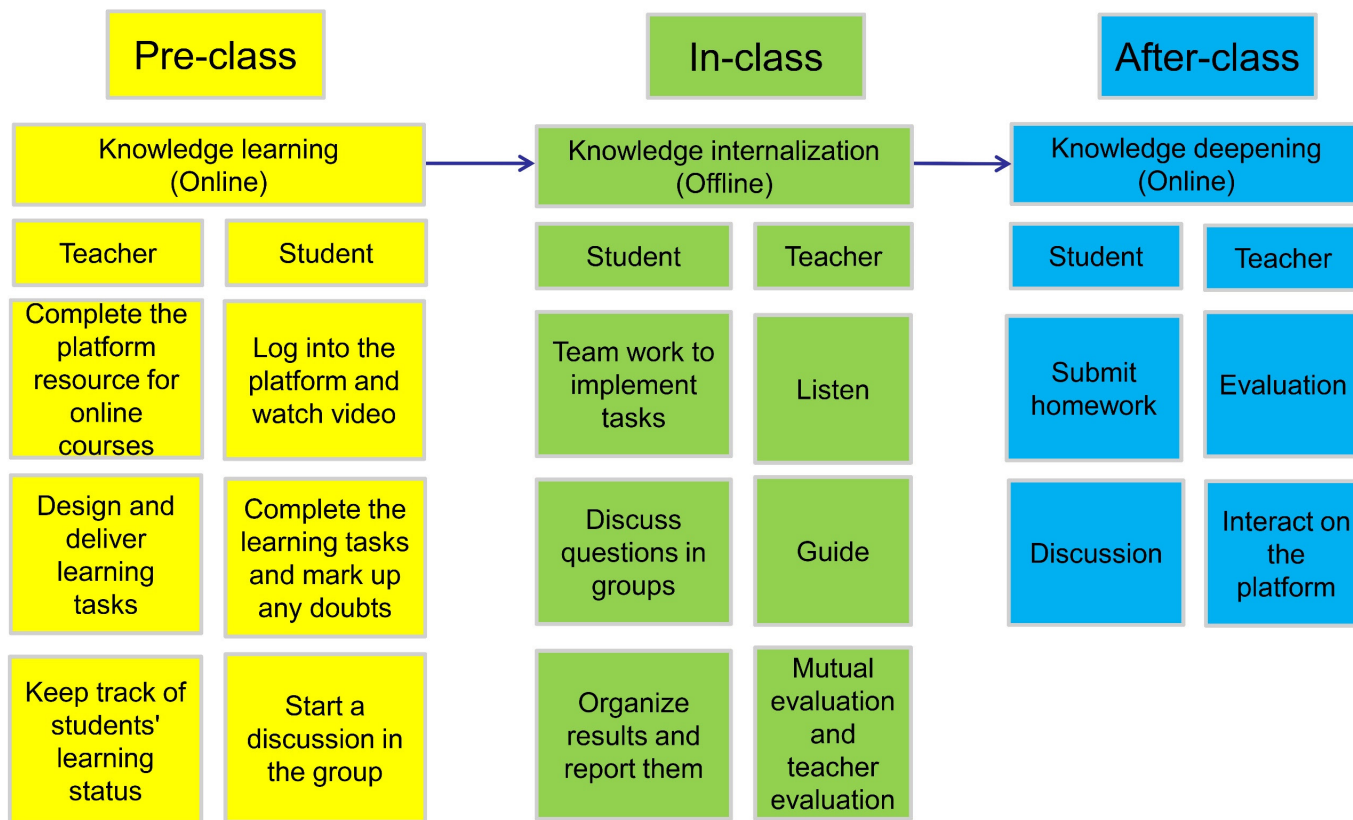 Pre-class
In-class
After-class
Knowledge learning
(Online)
Knowledge internalization
(Offline)
Knowledge deepening
(Online)
Teacher
Student
Student
Teacher
Student
Teacher
Complete the
platform
resource for
online
courses
Log into the
platform and
watch video
Team work to
implement
tasks
Listen
Submit
homework
Evaluation
Design and
deliver
learning
tasks
Complete the
learning tasks
and mark up
any doubts
Discuss
questions in
groups
Guide
Discussion
Interact on
the
platform
Keep track of
students'
learning
status
Start a
discussion in
the group
Organize
results and
report them
Mutual
evaluation
and
teacher
evaluation